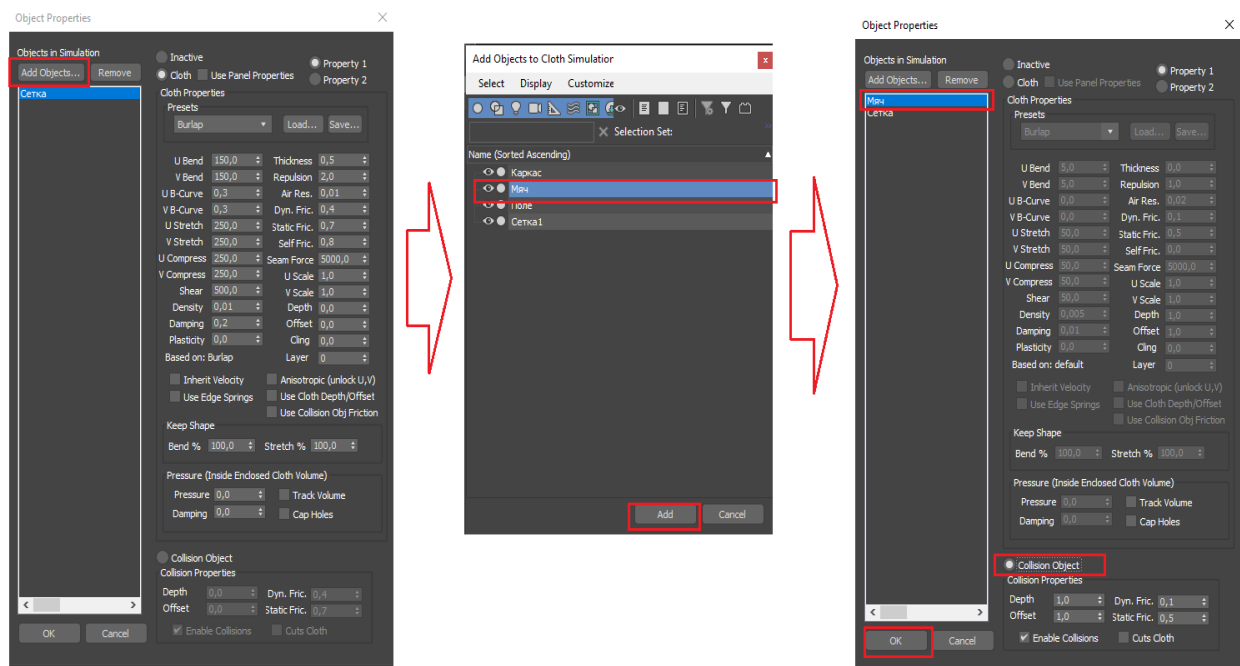 Object Properties
Objects in Simulation
Add Objects... Remove
Сетка
OK Cancel
Inactive
Cloth Use Panel Properties
Property 1
Property 2
Cloth Properties
Presets
Burlap Load... Save...
U Bend 150,0 Thickness 0,5
V Bend 150,0 Repulsion 2,0
U B-Curve 0,3 Air Res. 0,01
V B-Curve 0,3 Dyn. Fric. 0,4
U Stretch 250,0 Static Fric. 0,7
V Stretch 250,0 Self Fric. 0,8
U Compress 250,0 Seam Force 5000,0
V Compress 250,0 U Scale 1,0
Shear 500,0 V Scale 1,0
Density 0,01 Depth 0,0
Damping 0,2 Offset 0,0
Plasticity 0,0 Cling 0,0
Based on: Burlap Layer 0
Inherit Velocity Anisotropic (unlock U,V)
Use Edge Springs Use Cloth Depth/Offset
Use Collision Obj Friction
Keep Shape
Bend % 100,0 Stretch % 100,0
Pressure (Inside Enclosed Cloth Volume)
Pressure 0,0 Track Volume
Damping 0,0 Cap Holes
Collision Object
Collision Properties
Depth 0,0 Dyn. Fric. 0,4
Offset 0,0 Static Fric. 0,7
Enable Collisions Cuts Cloth
Add Objects to Cloth Simulation
Select Display Customize
Selection Set:
Name (Sorted Ascending)
Каркас
Мяч
Поле
Сетка1
Add Cancel
Object Properties
Objects in Simulation
Add Objects... Remove
Мяч
Сетка
OK Cancel
Inactive
Cloth Use Panel Properties
Property 1
Property 2
Cloth Properties
Presets
Burlap Load... Save...
U Bend 5,0 Thickness 0,0
V Bend 5,0 Repulsion 1,0
U B-Curve 0,0 Air Res. 0,02
V B-Curve 0,0 Dyn. Fric. 0,1
U Stretch 50,0 Static Fric. 0,5
V Stretch 50,0 Self Fric. 0,0
U Compress 50,0 Seam Force 5000,0
V Compress 50,0 U Scale 1,0
Shear 50,0 V Scale 1,0
Density 0,005 Depth 1,0
Damping 0,01 Offset 1,0
Plasticity 0,0 Cling 0,0
Based on: default Layer 0
Inherit Velocity Anisotropic (unlock U,V)
Use Edge Springs Use Cloth Depth/Offset
Use Collision Obj Friction
Keep Shape
Bend % 100,0 Stretch % 100,0
Pressure (Inside Enclosed Cloth Volume)
Pressure 0,0 Track Volume
Damping 0,0 Cap Holes
Collision Object
Collision Properties
Depth 1,0 Dyn. Fric. 0,1
Offset 1,0 Static Fric. 0,5
Enable Collisions Cuts Cloth